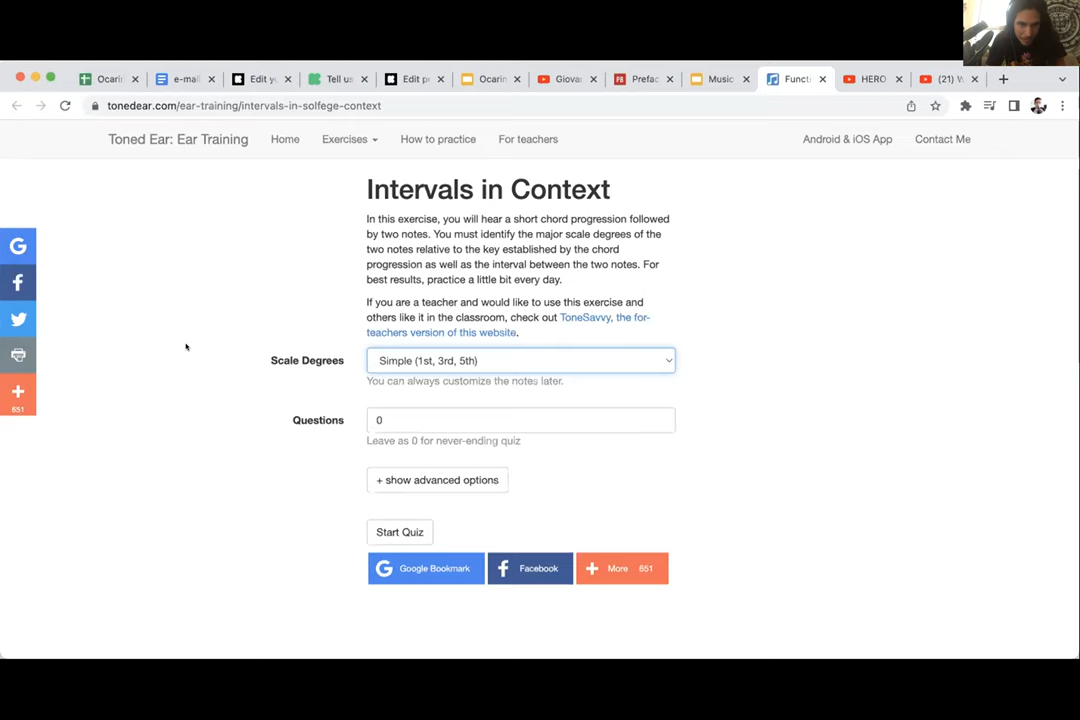 Ocarin
e-mail
Edit yo
Tell us
Edit pr
Ocarin
Giovar
Prefac
Music
Functi
HERO
(21) V
tonedear.com/ear-training/intervals-in-solfege-context
Toned Ear: Ear Training
Home
Exercises
How to practice
For teachers
Android & iOS App
Contact Me
Intervals in Context
In this exercise, you will hear a short chord progression followed
by two notes. You must identify the major scale degrees of the
two notes relative to the key established by the chord
progression as well as the interval between the two notes. For
best results, practice a little bit every day.
If you are a teacher and would like to use this exercise and
others like it in the classroom, check out ToneSavvy, the for-
teachers version of this website.
Scale Degrees
Simple (1st, 3rd, 5th)
You can always customize the notes later.
Questions
0
Leave as 0 for never-ending quiz
+ show advanced options
Start Quiz
Google Bookmark
Facebook
More 651
651